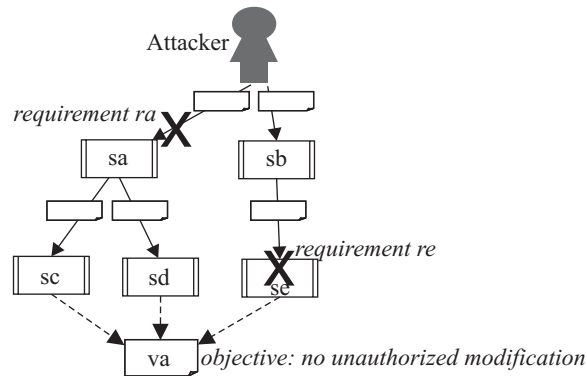 Attacker
requirement ra
sa
sb
requirement re
sc
sd
se
va
objective: no unauthorized modification